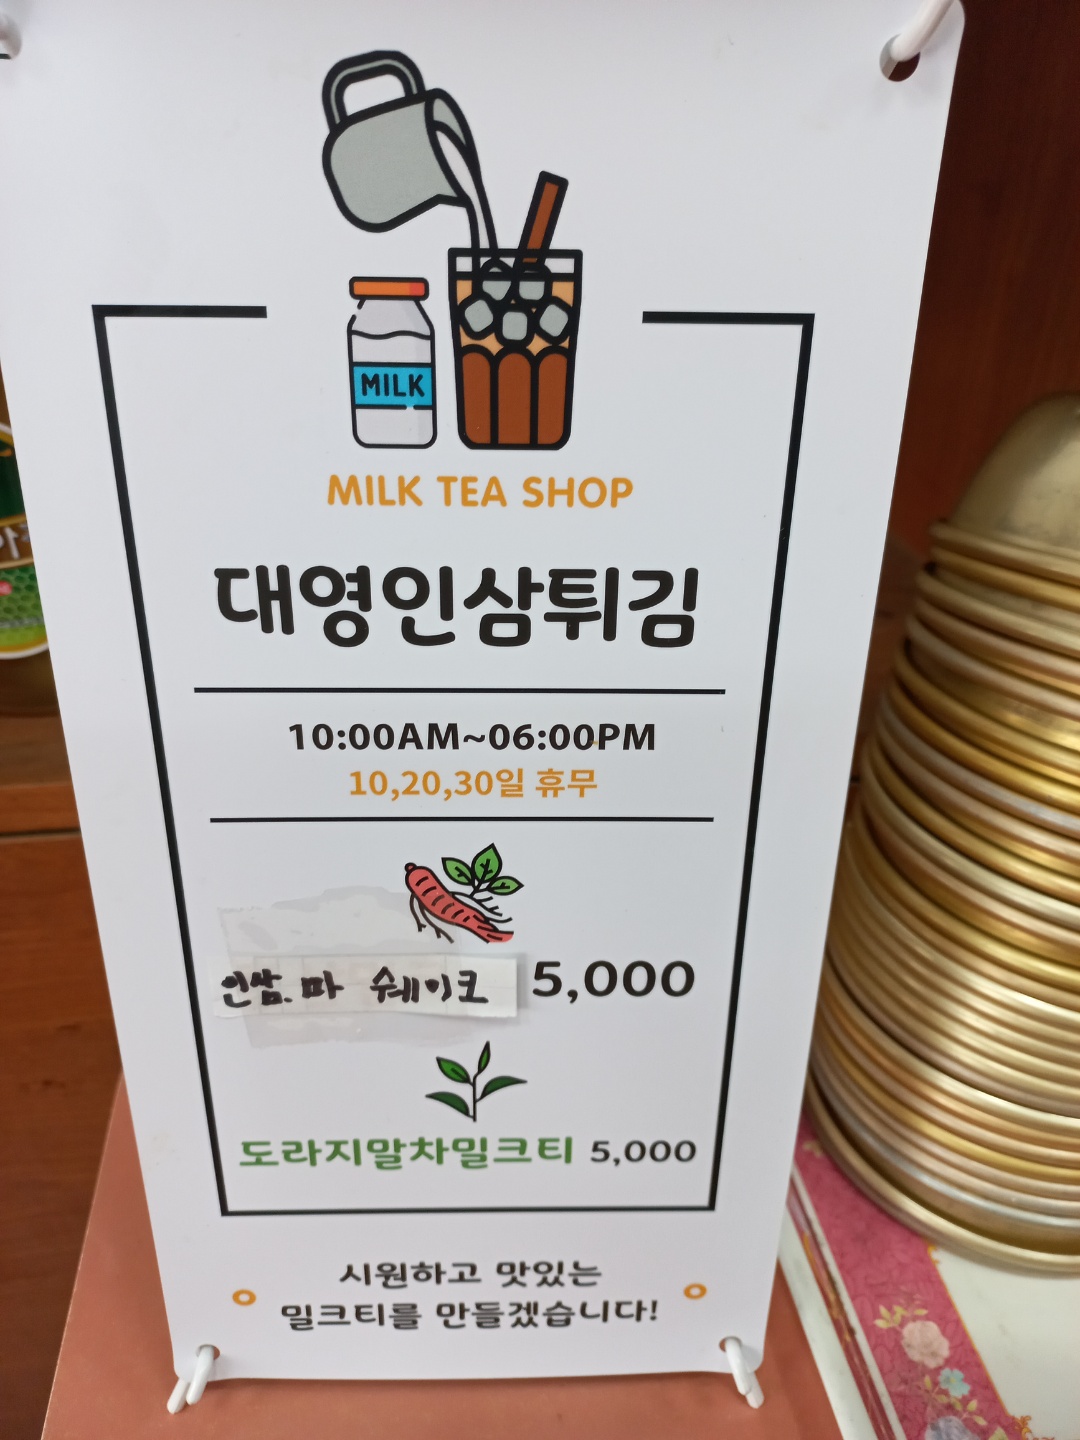 MILK
MILK TEA SHOP
대영인삼튀김
10:00AM~06:00PM
10,20,30일 휴무
인쌈.파 쉐이크 5,000
도라지말차밀크티 5,000
시원하고 맛있는
밀크티를 만들겠습니다!